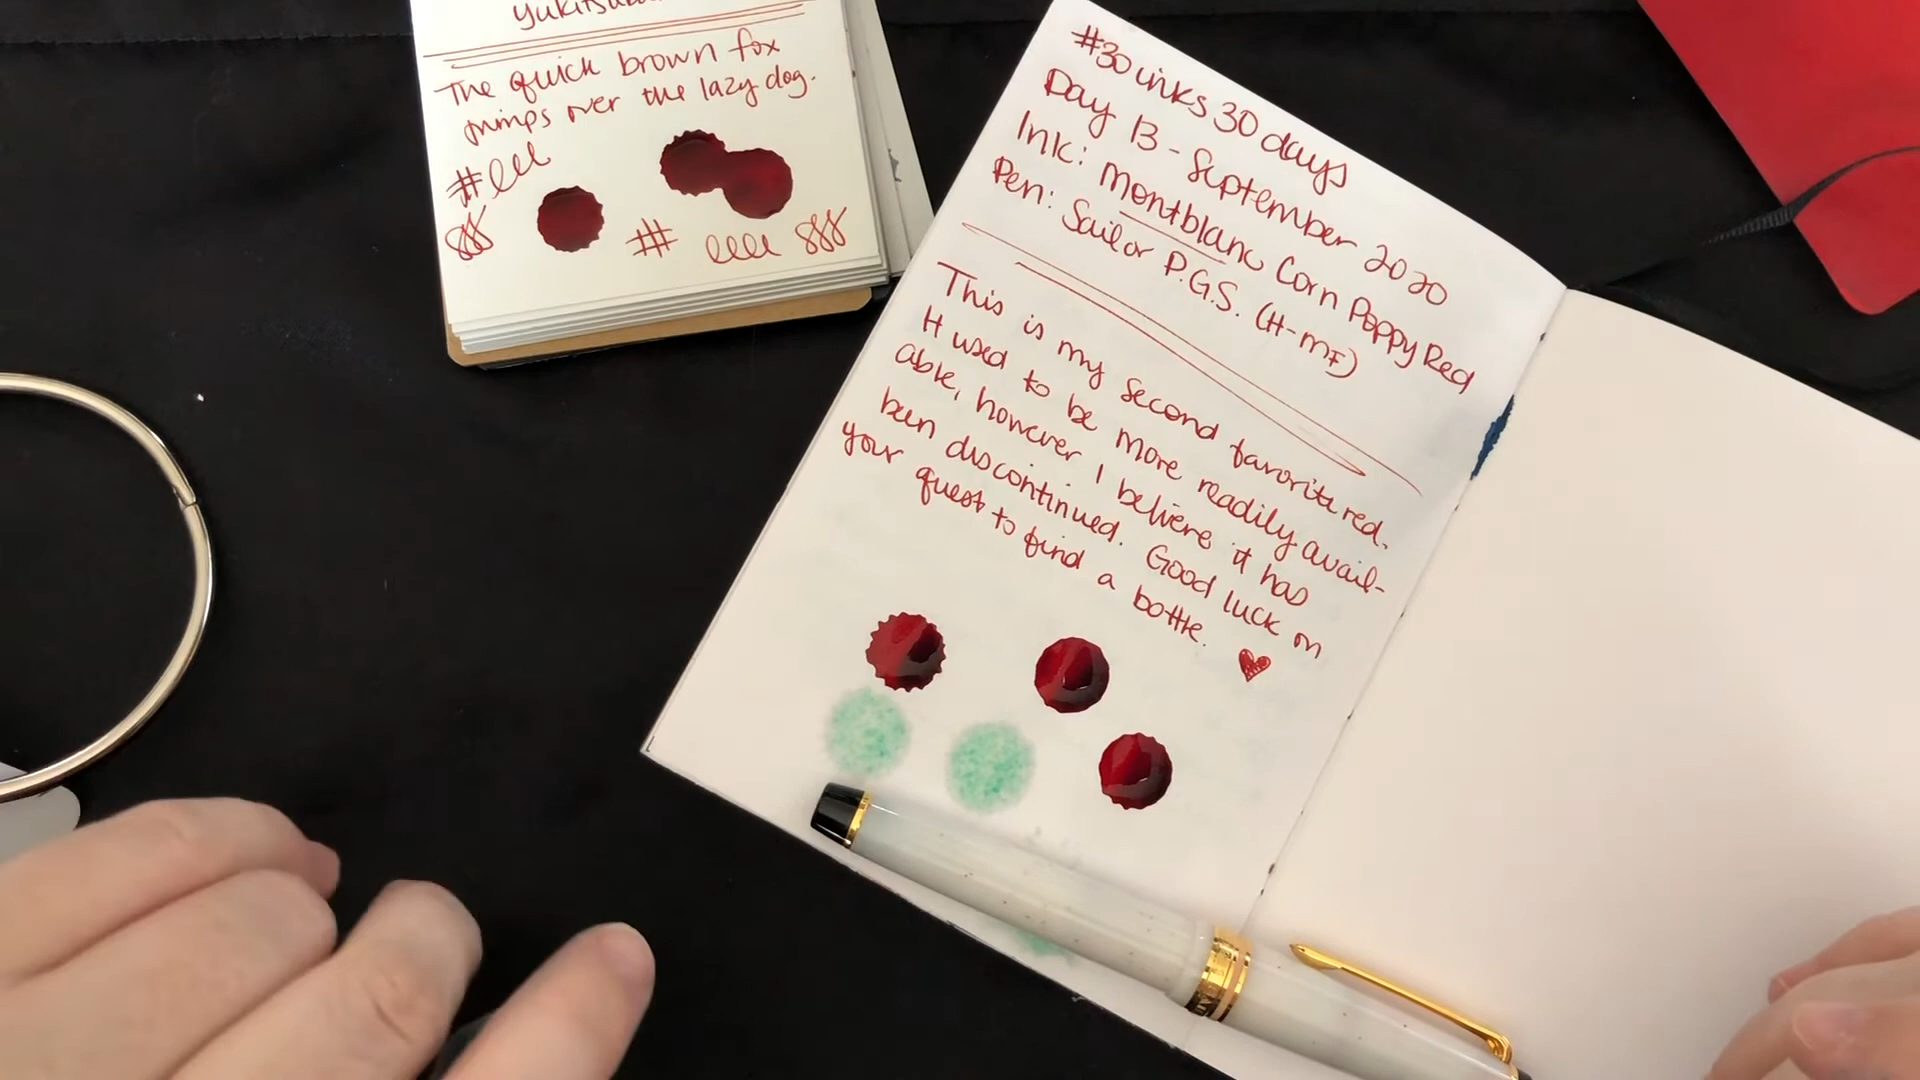 The quick brown fox
jumps over the lazy dog.
#30 inks 30 days
Day 13 - September 2020
Ink: Montblanc Corn Poppy Red
Pen: Sailor P.G.S. (H-MF)
This is my second favorite red.
It used to be more readily avail-
able, however I believe it has
been discontinued. Good luck on
your quest to find a bottle.